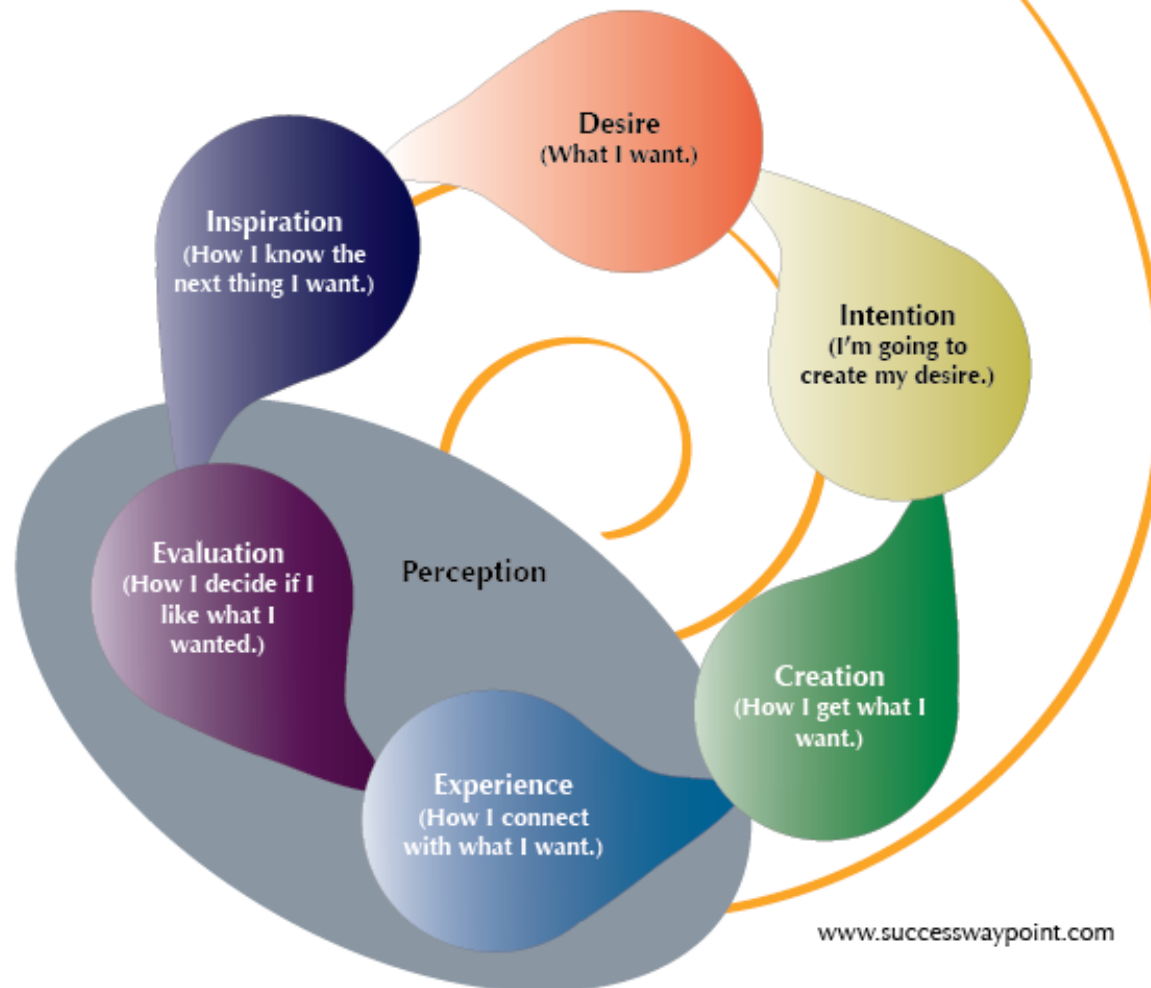 Desire
(What I want.)
Inspiration
(How I know the
next thing I want.)
Intention
(I'm going to
create my desire.)
Evaluation
(How I decide if I
like what I
wanted.)
Perception
Creation
(How I get what I
want.)
Experience
(How I connect
with what I want.)
www.successwaypoint.com